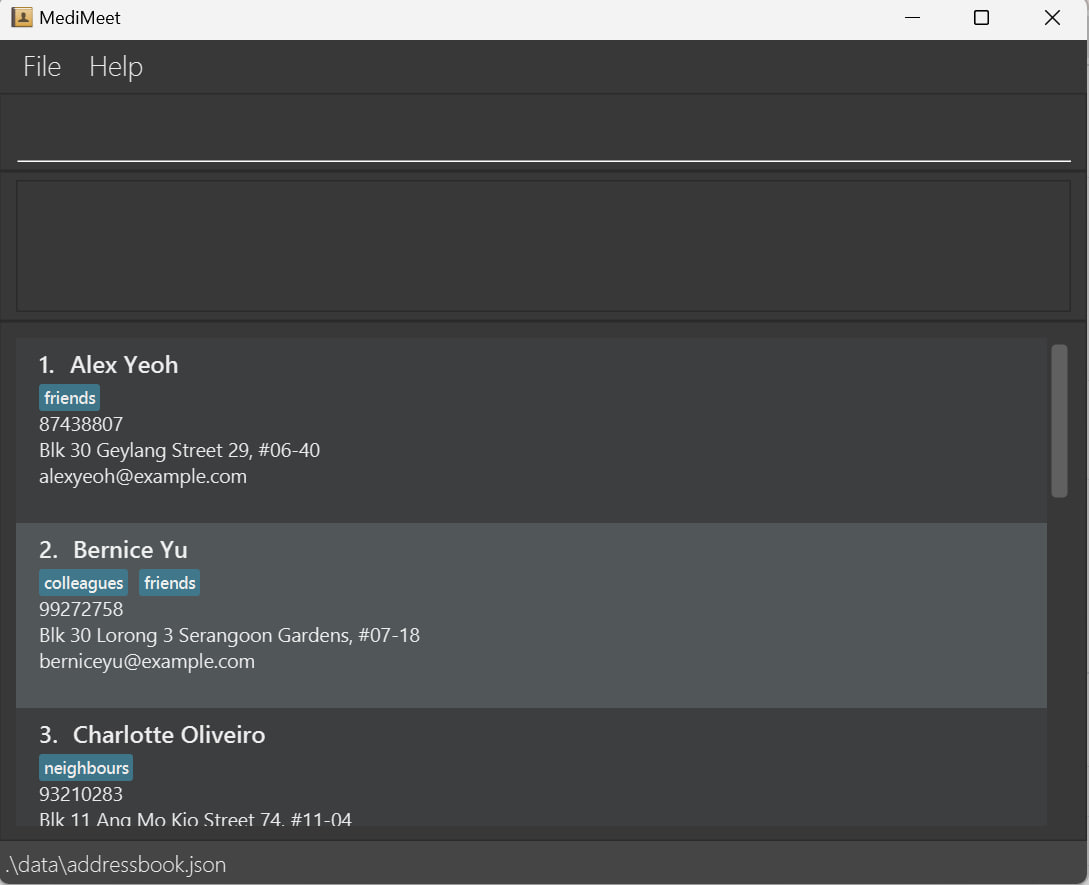 MediMeet
File Help
1. Alex Yeoh
friends
87438807
Blk 30 Geylang Street 29, #06-40
alexyeoh@example.com
2. Bernice Yu
colleagues friends
99272758
Blk 30 Lorong 3 Serangoon Gardens, #07-18
berniceyu@example.com
3. Charlotte Oliveiro
neighbours
93210283
Blk 11 Ang Mo Kio Street 74, #11-04
.\data\addressbook.json